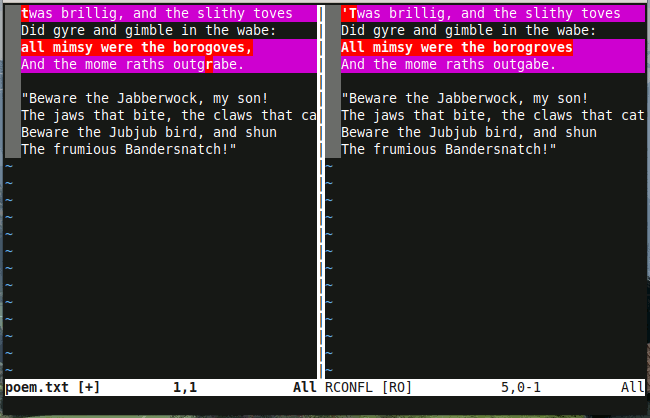 twas brillig, and the slithy toves
Did gyre and gimble in the wabe:
all mimsy were the borogoves,
And the mome raths outgrabe.
"Beware the Jabberwock, my son!
The jaws that bite, the claws that ca
Beware the Jubjub bird, and shun
The frumious Bandersnatch!"
~
~
~
~
~
~
~
~
~
~
~
~
~
poem.txt [+] 1,1 All
'Twas brillig, and the slithy toves
Did gyre and gimble in the wabe:
All mimsy were the borogroves
And the mome raths outgabe.
"Beware the Jabberwock, my son!
The jaws that bite, the claws that cat
Beware the Jubjub bird, and shun
The frumious Bandersnatch!"
~
~
~
~
~
~
~
~
~
~
~
~
~
RCONFL [RO] 5,0-1 All